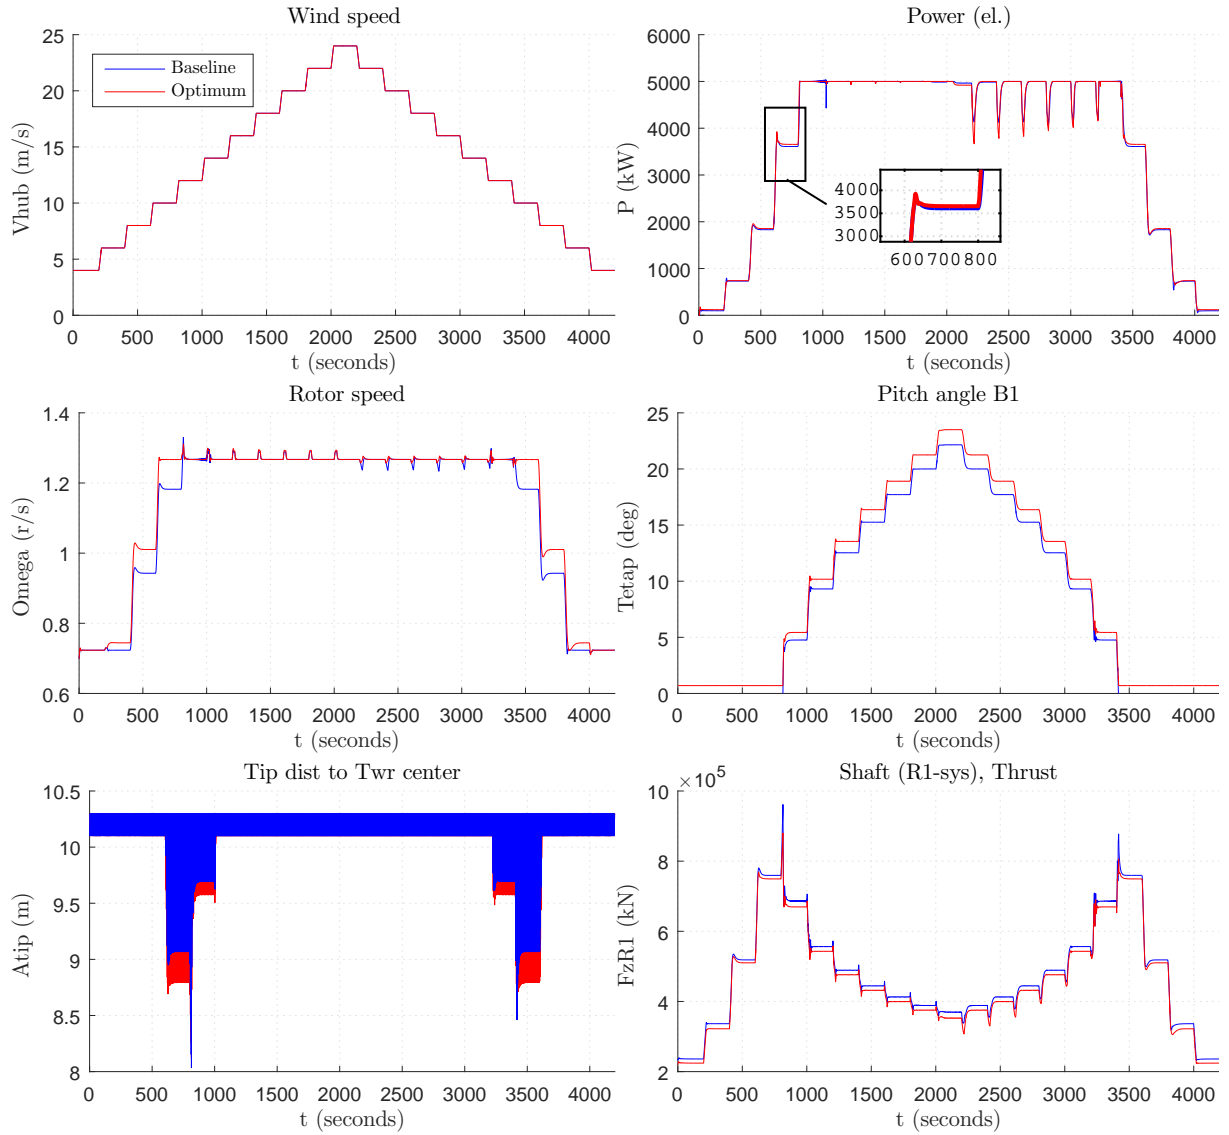 Wind speed
25
20
15
10
5
0
Vhub (m/s)
Baseline
Optimum
0 500 1000 1500 2000 2500 3000 3500 4000
t (seconds)
Power (el.)
6000
5000
4000
3000
2000
1000
0
P (kW)
4000
3500
3000
600 700 800
0 500 1000 1500 2000 2500 3000 3500 4000
t (seconds)
Rotor speed
1.4
1.2
1
0.8
0.6
Omega (r/s)
0 500 1000 1500 2000 2500 3000 3500 4000
t (seconds)
Pitch angle B1
25
20
15
10
5
0
Tetap (deg)
0 500 1000 1500 2000 2500 3000 3500 4000
t (seconds)
Tip dist to Twr center
10.5
10
9.5
9
8.5
8
Atip (m)
0 500 1000 1500 2000 2500 3000 3500 4000
t (seconds)
Shaft (R1-sys), Thrust
×10⁵
10
8
6
4
2
FzR1 (kN)
0 500 1000 1500 2000 2500 3000 3500 4000
t (seconds)